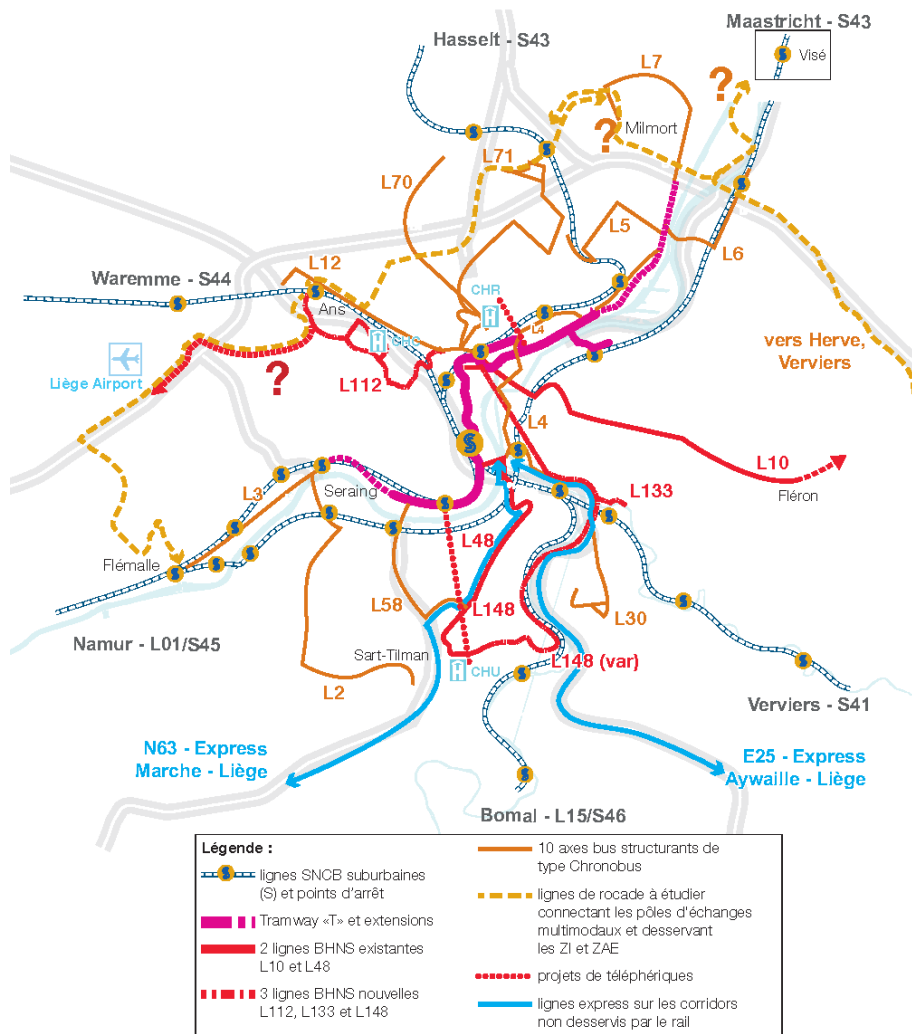 Maastricht - S43
Hasselt - S43
S
Visé
L7
?
?
Milmort
L71
L70
L5
L6
L12
Waremme - S44
CHR
H
Ans
L4
H CHC
vers Herve,
Verviers
Liège Airport
?
L112
L4
S
L10
L133
Fléron
L3
Seraing
L48
Flémalle
L58
L148
L30
Namur - L01/S45
Sart-Tilman
L148 (var)
H CHU
L2
Verviers - S41
N63 - Express
Marche - Liège
E25 - Express
Aywaille - Liège
Bomal - L15/S46
Légende :
lignes SNCB suburbaines
(S) et points d'arrêt
Tramway «T» et extensions
2 lignes BHNS existantes
L10 et L48
3 lignes BHNS nouvelles
L112, L133 et L148
10 axes bus structurants de
type Chronobus
lignes de rocade à étudier
connectant les pôles d'échanges
multimodaux et desservant
les ZI et ZAE
projets de téléphériques
lignes express sur les corridors
non desservis par le rail